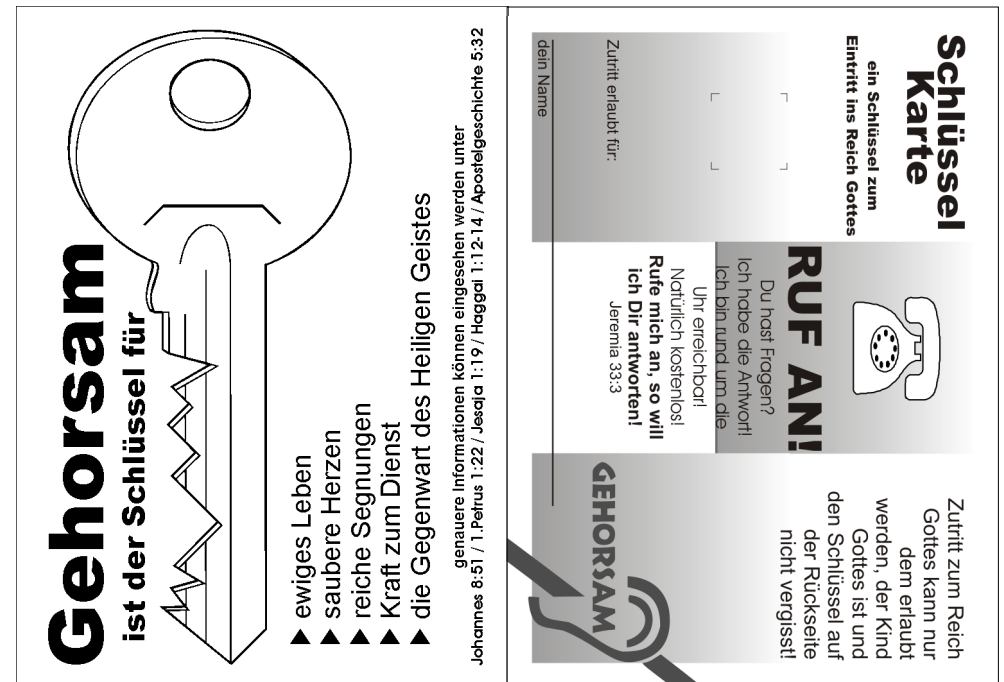 Gehorsam
ist der Schlüssel für
ewiges Leben
saubere Herzen
reiche Segnungen
Kraft zum Dienst
die Gegenwart des Heiligen Geistes
genauere Informationen können eingesehen werden unter
Johannes 8:51 / 1.Petrus 1:22 / Jesaja 1:19 / Haggai 1:12-14 / Apostelgeschichte 5:32
Schlüssel
Karte
ein Schlüssel zum
Eintritt ins Reich Gottes
Zutritt erlaubt für:
dein Name
RUF AN!
Du hast Fragen?
Ich habe die Antwort!
Ich bin rund um die
Uhr erreichbar!
Natürlich kostenlos!
Rufe mich an, so will
ich Dir antworten!
Jeremia 33:3
Zutritt zum Reich
Gottes kann nur
dem erlaubt
werden, der Kind
Gottes ist und
den Schlüssel auf
der Rückseite
nicht vergisst!
GEHORSAM